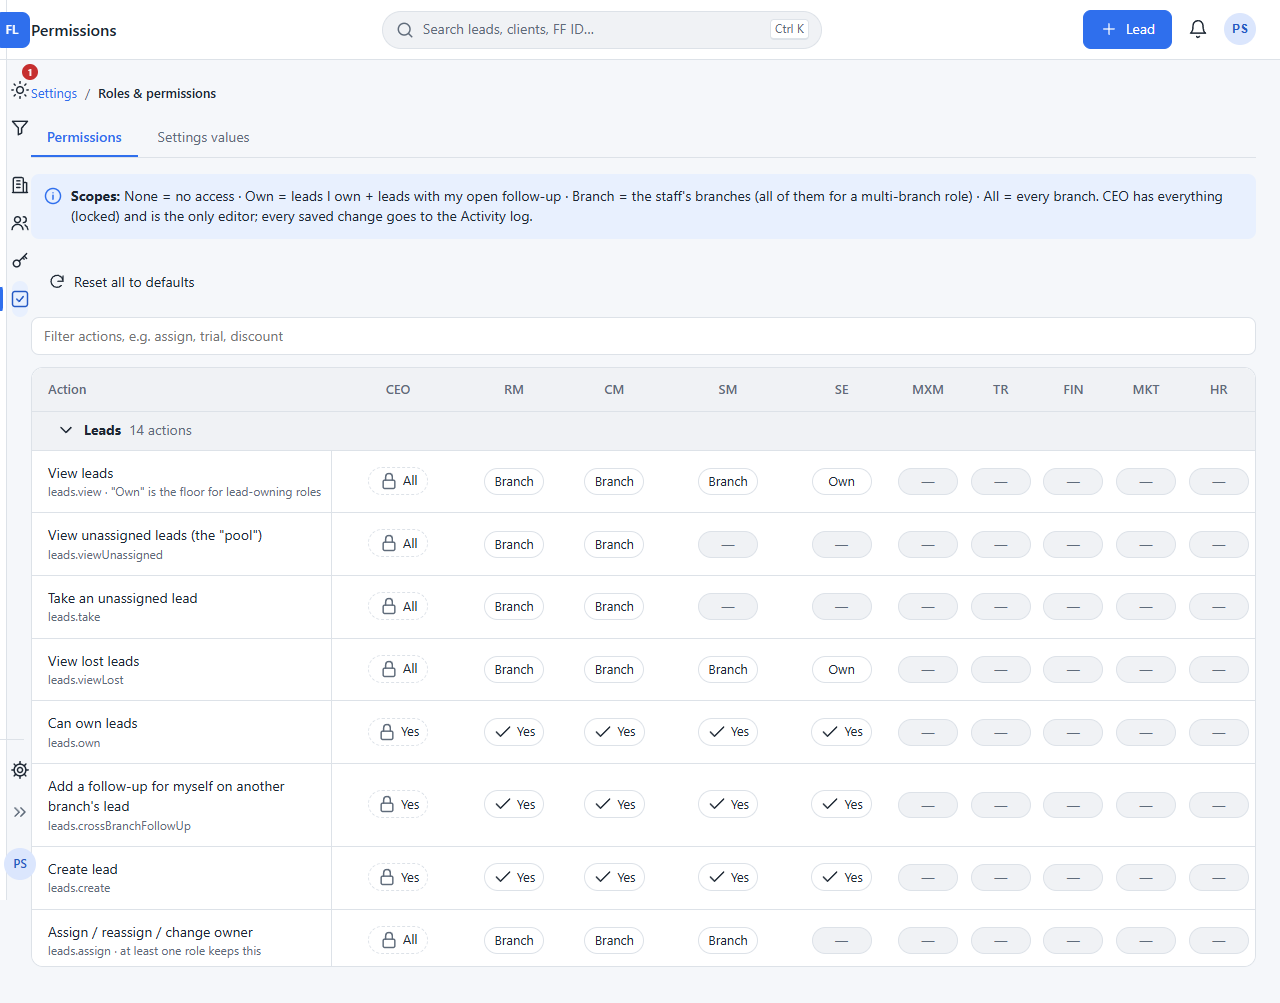 FL
Permissions
Search leads, clients, FF ID...
Ctrl K
+ Lead
PS
1
Settings / Roles & permissions
Permissions
Settings values
Scopes: None = no access · Own = leads I own + leads with my open follow-up · Branch = the staff's branches (all of them for a multi-branch role) · All = every branch. CEO has everything
(locked) and is the only editor; every saved change goes to the Activity log.
Reset all to defaults
Filter actions, e.g. assign, trial, discount
Action CEO RM CM SM SE MXM TR FIN MKT HR
Leads 14 actions
View leads
leads.view · "Own" is the floor for lead-owning roles
All Branch Branch Branch Own — — — — —
View unassigned leads (the "pool")
leads.viewUnassigned
All Branch Branch — — — — — — —
Take an unassigned lead
leads.take
All Branch Branch — — — — — — —
View lost leads
leads.viewLost
All Branch Branch Branch Own — — — — —
Can own leads
leads.own
Yes Yes Yes Yes Yes — — — — —
Add a follow-up for myself on another
branch's lead
leads.crossBranchFollowUp
Yes Yes Yes Yes Yes — — — — —
PS
Create lead
leads.create
Yes Yes Yes Yes Yes — — — — —
Assign / reassign / change owner
leads.assign · at least one role keeps this
All Branch Branch Branch — — — — — —